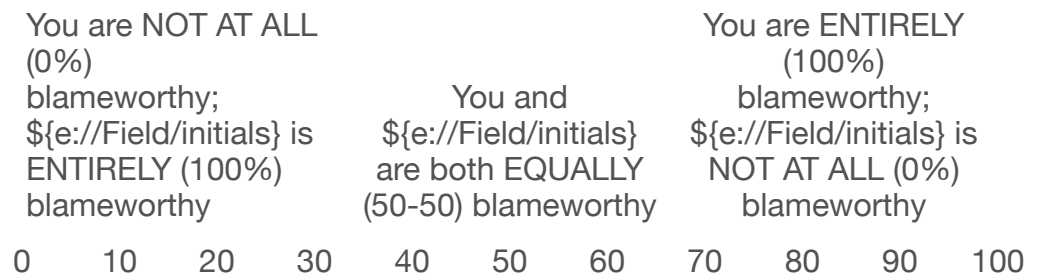 You are NOT AT ALL
(0%)
blameworthy;
${e://Field/initials} is
ENTIRELY (100%)
blameworthy
You and
${e://Field/initials}
are both EQUALLY
(50-50) blameworthy
You are ENTIRELY
(100%)
blameworthy;
${e://Field/initials} is
NOT AT ALL (0%)
blameworthy
0 10 20 30 40 50 60 70 80 90 100